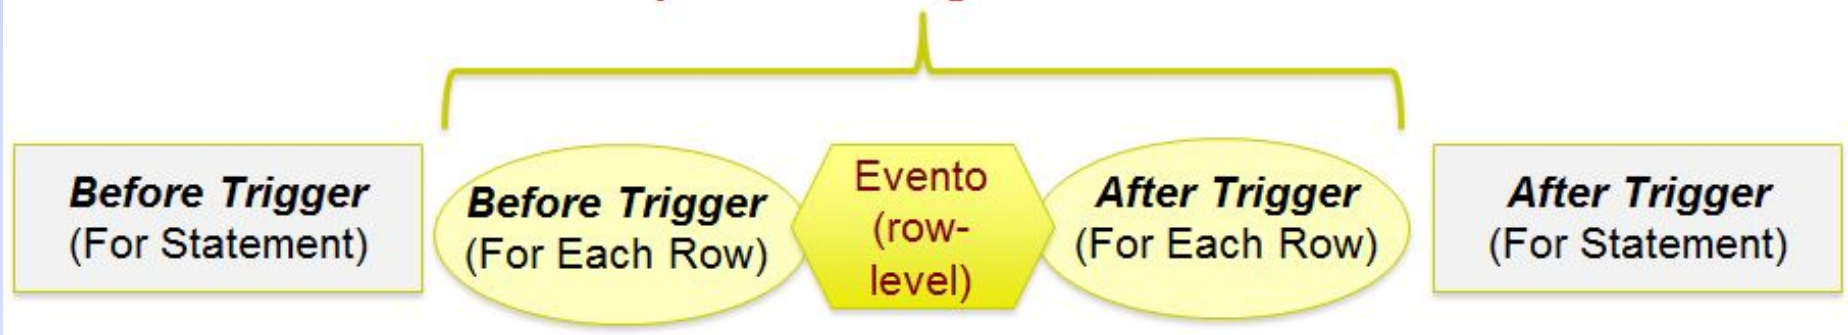 Before Trigger
(For Statement)
Before Trigger
(For Each Row)
Evento
(row-
level)
After Trigger
(For Each Row)
After Trigger
(For Statement)